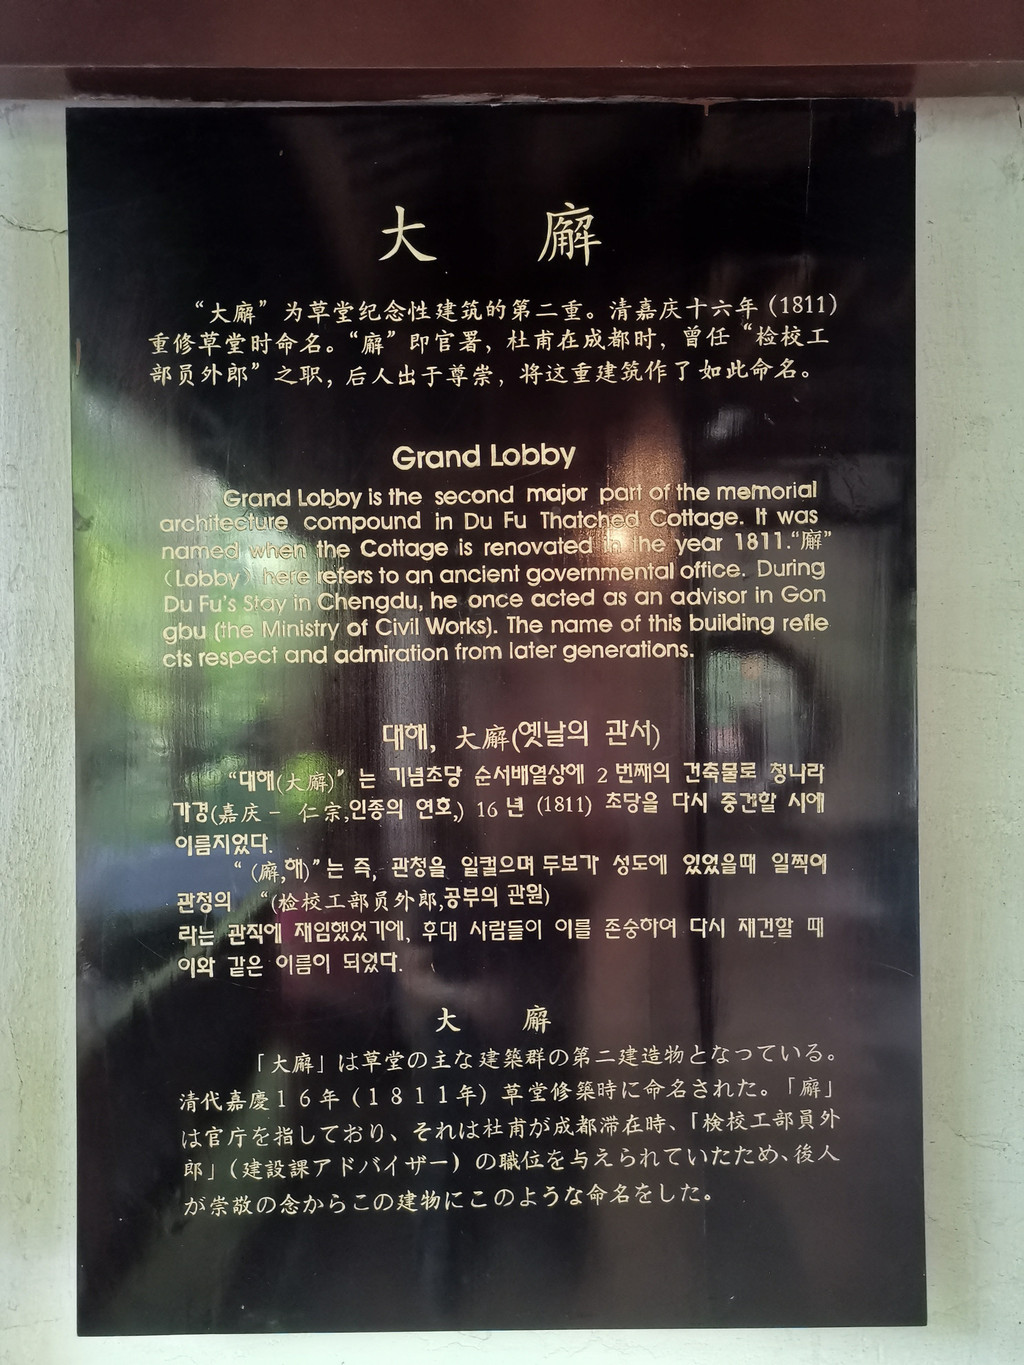 大廨
“大廨”为草堂纪念性建筑的第二重。清嘉庆十六年(1811)
重修草堂时命名。“廨”即官署，杜甫在成都时，曾任“检校工
部员外郎”之职，后人出于尊崇，将这重建筑作了如此命名。
Grand Lobby
Grand Lobby is the second major part of the memorial
architecture compound in Du Fu Thatched Cottage. It was
named when the Cottage is renovated in the year 1811.“廨”
(Lobby) here refers to an ancient governmental office. During
Du Fu's Stay in Chengdu, he once acted as an advisor in Gon
gbu (the Ministry of Civil Works). The name of this building refle
cts respect and admiration from later generations.
대해, 大廨(옛날의 관서)
“대해(大廨)” 는 기념초당 순서배열상에 2 번째의 건축물로 청나라
가경(嘉庆 - 仁宗,인종의 연호,) 16 년 (1811) 초당을 다시 중건할 시에
이름지었다.
“ (廨,해)”는 즉, 관청을 일컬으며 두보가 성도에 있었을때 일찍이
관청의 “(检校工部员外郎,공부의 관원)
라는 관직에 재임했었기에, 후대 사람들이 이를 존숭하여 다시 재건할 때
이와 같은 이름이 되었다.
大廨
「大廨」は草堂の主な建築群の第二建造物となっている。
清代嘉慶１６年(１８１１年)草堂修築時に命名された。「廨」
は官庁を指しており、それは杜甫が成都滞在時、「検校工部員外
郎」(建設課アドバイザー)の職位を与えられていたため、後人
が崇敬の念からこの建物にこのような命名をした。